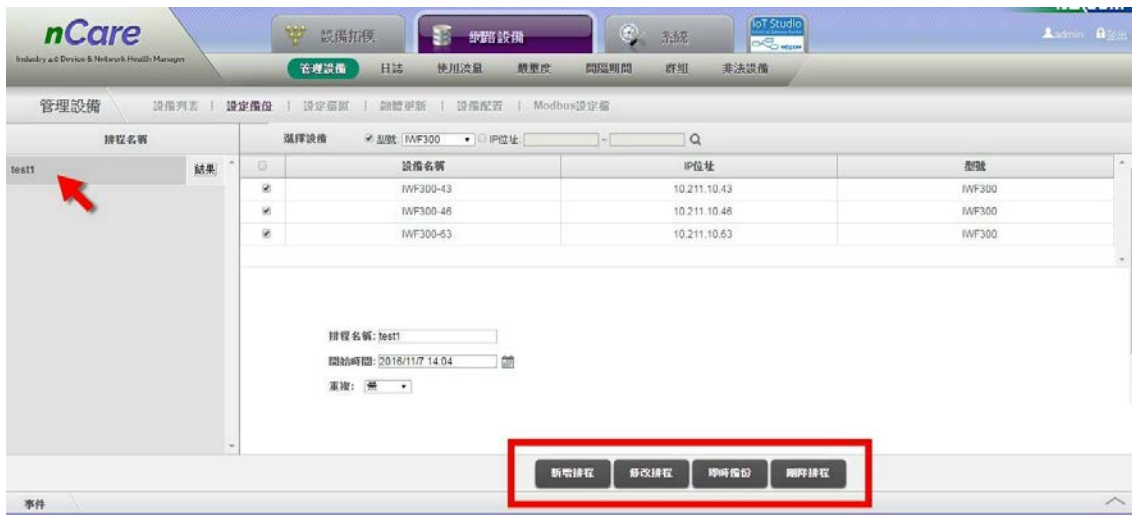 nCare
Industry 4.0 Device & Network Health Manager
設備拓樸
網路設備
系統
IoT Studio
admin 登出
管理設備 日誌 使用流量 嚴重度 間隔期間 群組 非法設備
管理設備 設備列表 | 設定備份 | 設定還原 | 韌體更新 | 設備配置 | Modbus設定檔
排程名稱
選擇設備 型號: IWF300 IP位址: ~
test1 結果
設備名稱 IP位址 型號
IWF300-43 10.211.10.43 IWF300
IWF300-46 10.211.10.46 IWF300
IWF300-63 10.211.10.63 IWF300
排程名稱: test1
開始時間: 2016/11/7 14:04
重複: 無
新增排程 修改排程 即時備份 刪除排程
事件